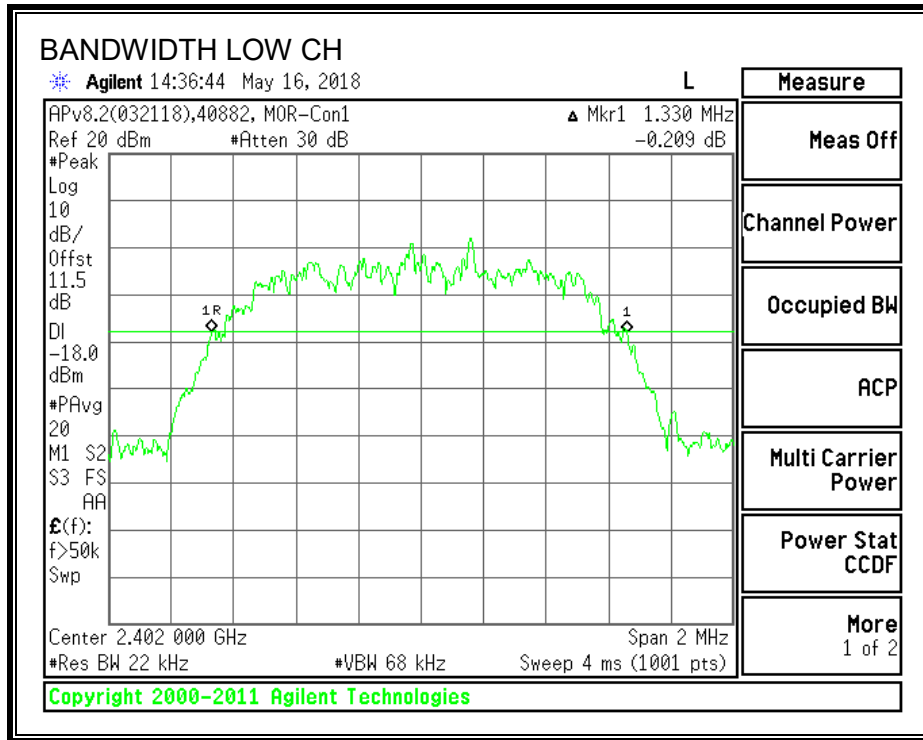 BANDWIDTH LOW CH
Agilent 14:36:44 May 16, 2018 L
APv8.2(032118),40882, MOR-Con1 Δ Mkr1 1.330 MHz
Ref 20 dBm #Atten 30 dB -0.209 dB
#Peak
Log
10
dB/
Offst
11.5
dB
DI
-18.0
dBm
#PAvg
20
M1 S2
S3 FS
AA
£(f):
f>50k
Swp
1R
1
Center 2.402 000 GHz Span 2 MHz
#Res BW 22 kHz #VBW 68 kHz Sweep 4 ms (1001 pts)
Copyright 2000-2011 Agilent Technologies
Measure
Meas Off
Channel Power
Occupied BW
ACP
Multi Carrier
Power
Power Stat
CCDF
More
1 of 2